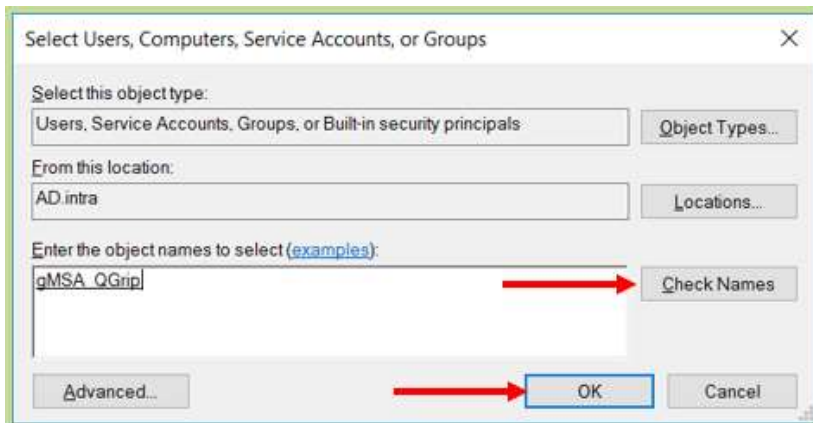 Select Users, Computers, Service Accounts, or Groups
Select this object type:
Users, Service Accounts, Groups, or Built-in security principals
Object Types...
From this location:
AD.intra
Locations...
Enter the object names to select (examples):
gMSA_QGrip
Check Names
Advanced...
OK
Cancel